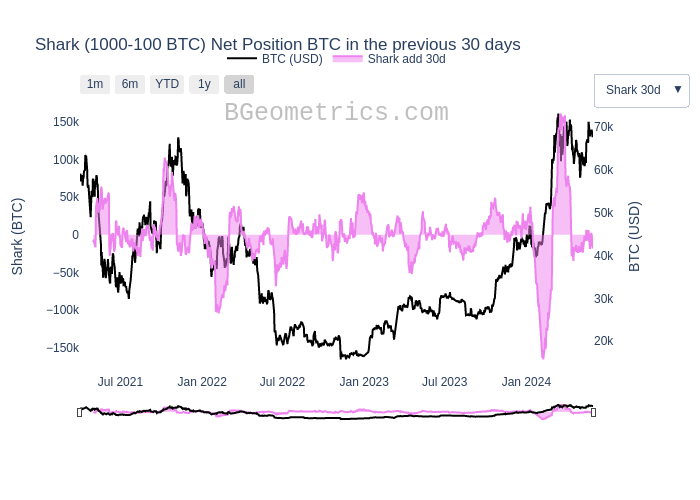 Shark (1000-100 BTC) Net Position BTC in the previous 30 days
BTC (USD) Shark add 30d
1m 6m YTD 1y all
Shark 30d ▼
BGeometrics.com
150k
100k
50k
0
−50k
−100k
−150k
Shark (BTC)
70k
60k
50k
40k
30k
20k
BTC (USD)
Jul 2021 Jan 2022 Jul 2022 Jan 2023 Jul 2023 Jan 2024